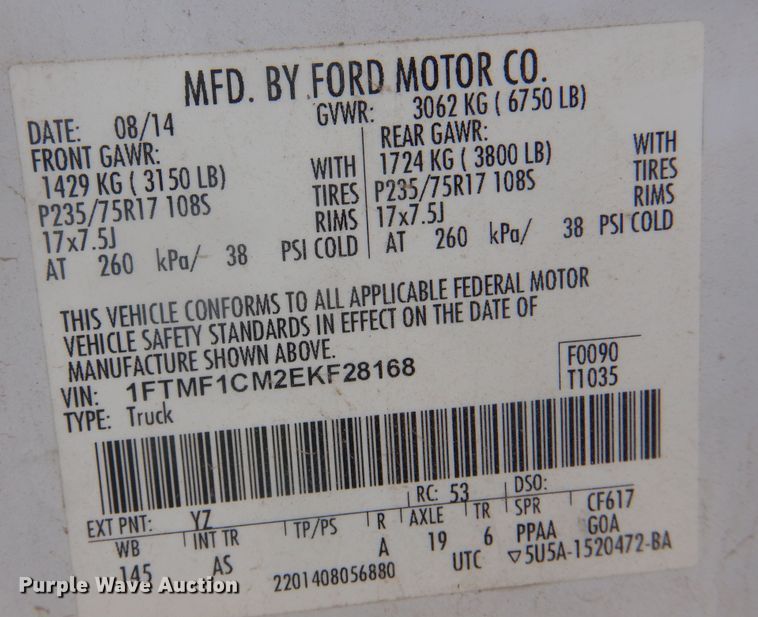 MFD. BY FORD MOTOR CO.
DATE: 08/14
GVWR: 3062 KG ( 6750 LB)
FRONT GAWR:
1429 KG ( 3150 LB) WITH
P235/75R17 108S TIRES
17x7.5J RIMS
AT 260 kPa/ 38 PSI COLD
REAR GAWR: WITH
1724 KG ( 3800 LB) TIRES
P235/75R17 108S RIMS
17x7.5J
AT 260 kPa/ 38 PSI COLD
THIS VEHICLE CONFORMS TO ALL APPLICABLE FEDERAL MOTOR
VEHICLE SAFETY STANDARDS IN EFFECT ON THE DATE OF
MANUFACTURE SHOWN ABOVE.
VIN: 1FTMF1CM2EKF28168
TYPE: Truck
F0090
T1035
EXT PNT: YZ RC: 53 DSO:
WB INT TR TP/PS R AXLE TR SPR CF617
145 AS A 19 6 PPAA GOA
2201408056880 UTC ▽5U5A-1520472-BA
Purple Wave Auction